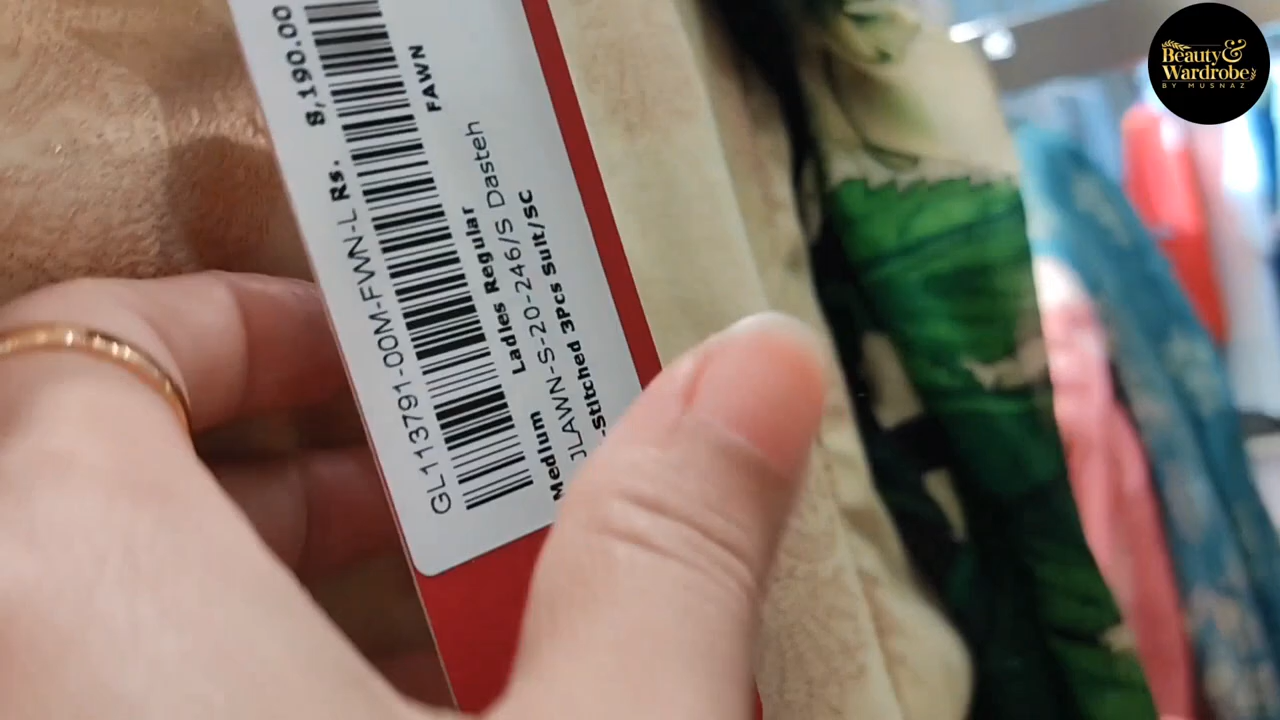 GL113791-00M-FWN-L Rs. 8,190.00
FAWN
Medium Ladies Regular
JLAWN-S-20-246/S Dasteh
-Stitched 3Pcs Suit/SC
Beauty &
Wardrobe
BY MUSNAZ